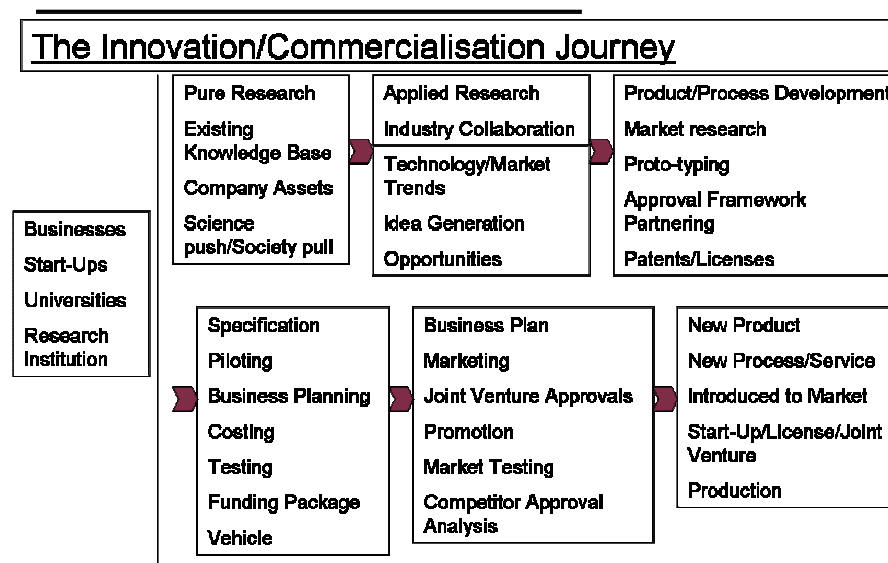 The Innovation/Commercialisation Journey
Businesses
Start-Ups
Universities
Research
Institution
Pure Research
Existing
Knowledge Base
Company Assets
Science
push/Society pull
Applied Research
Industry Collaboration
Technology/Market
Trends
Idea Generation
Opportunities
Product/Process Development
Market research
Proto-typing
Approval Framework
Partnering
Patents/Licenses
Specification
Piloting
Business Planning
Costing
Testing
Funding Package
Vehicle
Business Plan
Marketing
Joint Venture Approvals
Promotion
Market Testing
Competitor Approval
Analysis
New Product
New Process/Service
Introduced to Market
Start-Up/License/Joint
Venture
Production